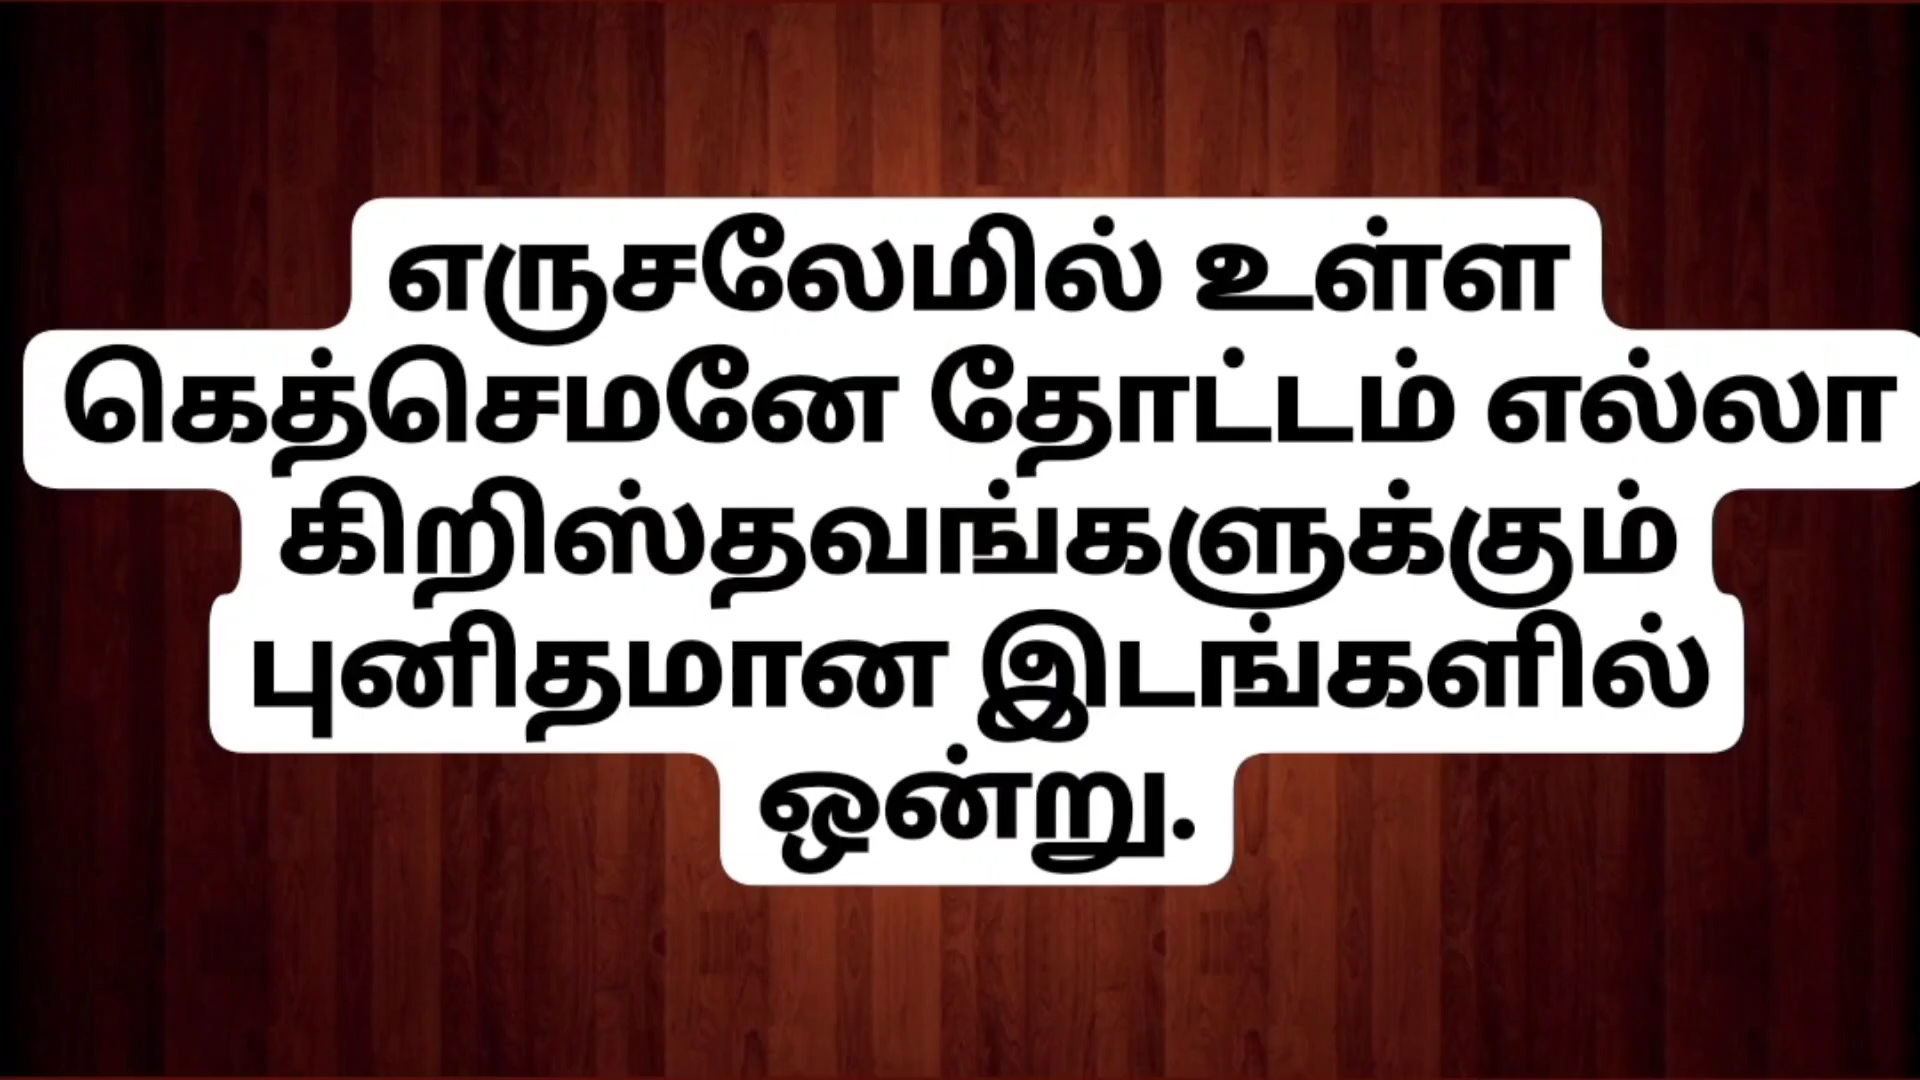 எருசலேமில் உள்ள
கெத்செமனே தோட்டம் எல்லா
கிறிஸ்தவங்களுக்கும்
புனிதமான இடங்களில்
ஒன்று.